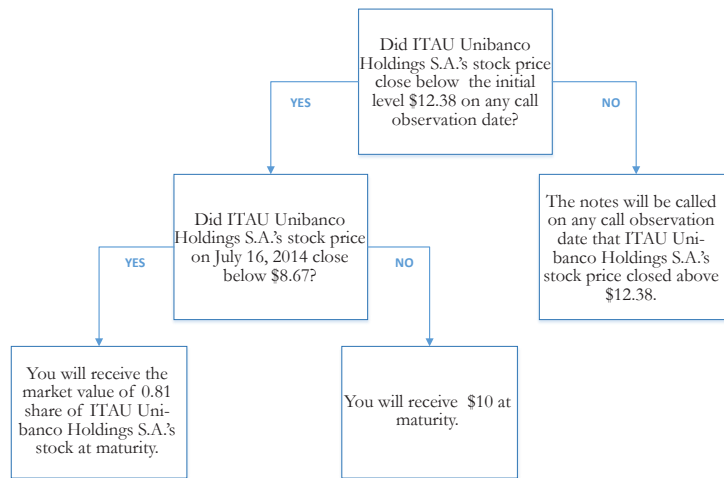 Did ITAU Unibanco
Holdings S.A.'s stock price
close below the initial
level $12.38 on any call
observation date?
YES
NO
Did ITAU Unibanco
Holdings S.A.'s stock price
on July 16, 2014 close
below $8.67?
The notes will be called
on any call observation
date that ITAU Uni-
banco Holdings S.A.'s
stock price closed above
$12.38.
YES
NO
You will receive the
market value of 0.81
share of ITAU Uni-
banco Holdings S.A.'s
stock at maturity.
You will receive $10 at
maturity.